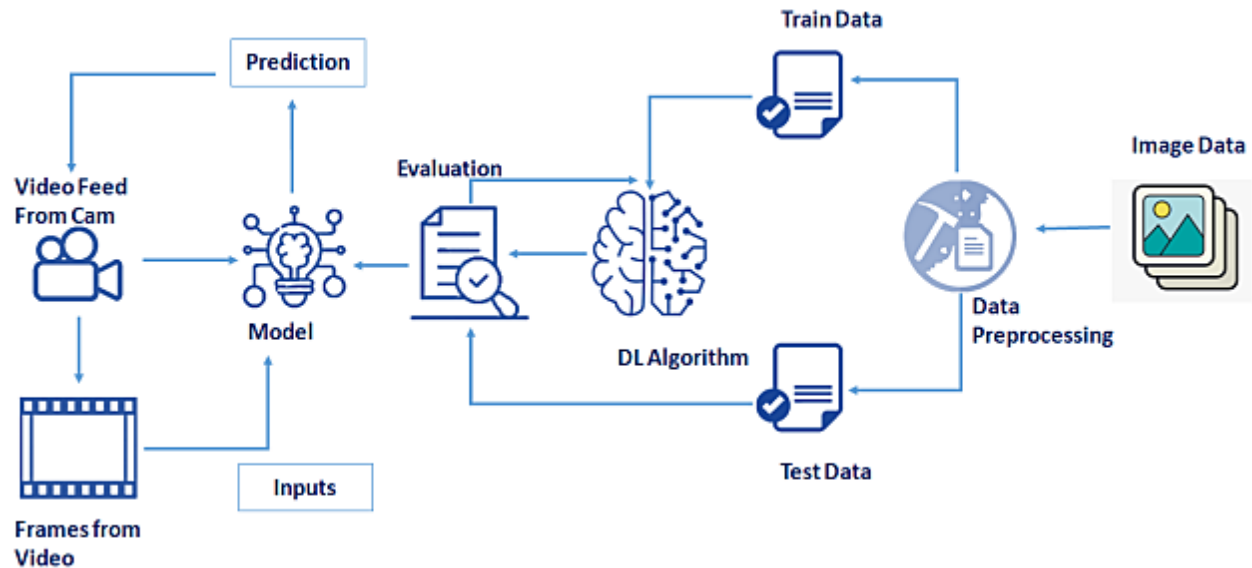 Train Data
Prediction
Image Data
Evaluation
Video Feed
From Cam
Model
Data
Preprocessing
DL Algorithm
Inputs
Test Data
Frames from
Video